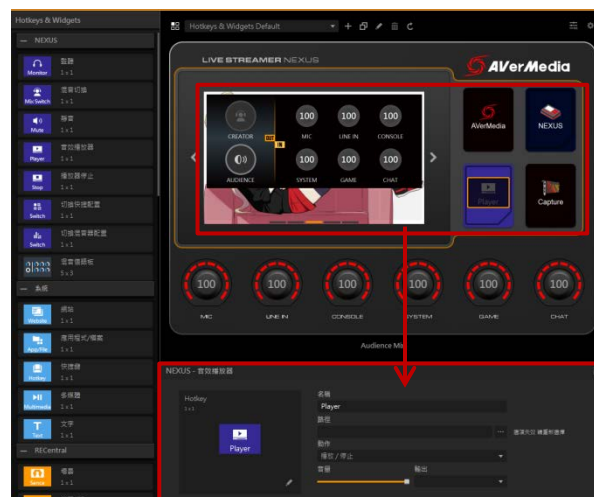 Hotkeys & Widgets
Hotkeys & Widgets Default
NEXUS
監聽
Monitor
1 x 1
混音切換
Mic Switch
1 x 1
靜音
Mute
1 x 1
音效播放器
Player
1 x 1
播放器停止
Stop
1 x 1
切換快捷配置
Switch
1 x 1
切換混音器配置
Switch
1 x 1
混音儀錶板
5 x 3
系統
網站
Website
1 x 1
應用程式/檔案
App/File
1 x 1
快捷鍵
Hotkey
1 x 1
多媒體
Multimedia
1 x 1
文字
Text
1 x 1
RECentral
場景
Scene
1 x 1
LIVE STREAMER NEXUS
AVerMedia
CREATOR
100
100
100
MIC
LINE IN
CONSOLE
OUT
IN
100
100
100
AUDIENCE
SYSTEM
GAME
CHAT
AVerMedia
NEXUS
Player
Capture
100
100
100
100
100
100
MIC
LINE IN
CONSOLE
SYSTEM
GAME
CHAT
Audience Mi
NEXUS - 音效播放器
Hotkey
1 x 1
Player
名稱
Player
路徑
...
動作
播放 / 停止
音量
輸出